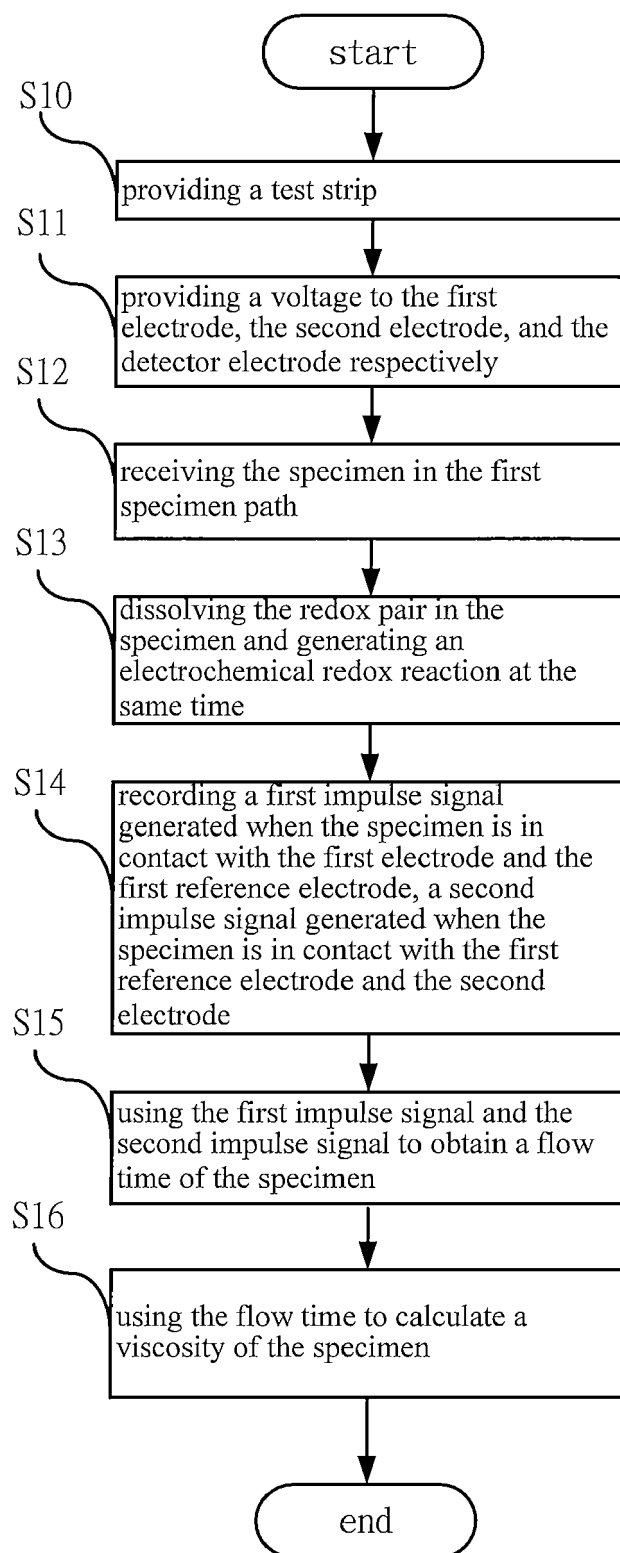 start
S10
providing a test strip
S11
providing a voltage to the first
electrode, the second electrode, and the
detector electrode respectively
S12
receiving the specimen in the first
specimen path
S13
dissolving the redox pair in the
specimen and generating an
electrochemical redox reaction at the
same time
S14
recording a first impulse signal
generated when the specimen is in
contact with the first electrode and the
first reference electrode, a second
impulse signal generated when the
specimen is in contact with the first
reference electrode and the second
electrode
S15
using the first impulse signal and the
second impulse signal to obtain a flow
time of the specimen
S16
using the flow time to calculate a
viscosity of the specimen
end